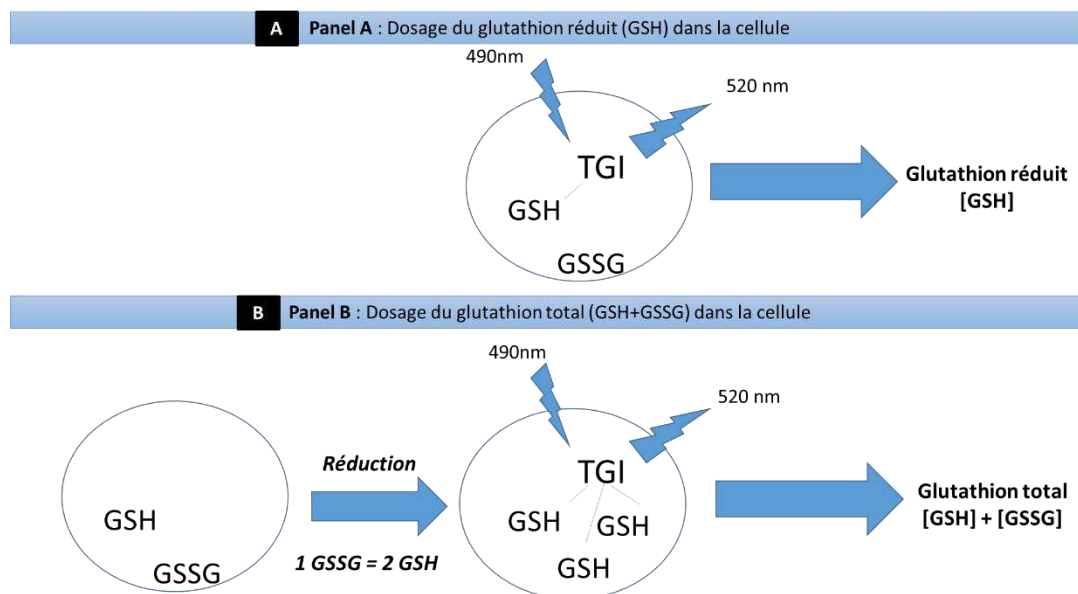 A Panel A : Dosage du glutathion réduit (GSH) dans la cellule
490nm
520 nm
TGI
GSH
GSSG
Glutathion réduit
[GSH]
B Panel B : Dosage du glutathion total (GSH+GSSG) dans la cellule
490nm
520 nm
GSH
GSSG
Réduction
1 GSSG = 2 GSH
TGI
GSH
GSH
GSH
Glutathion total
[GSH] + [GSSG]